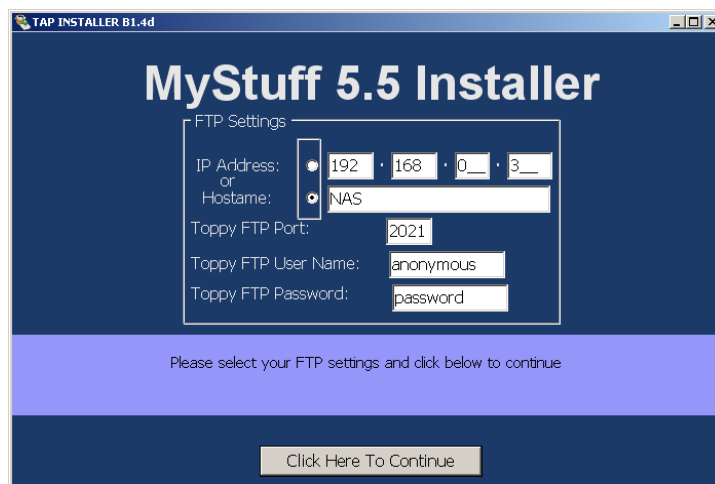 TAP INSTALLER B1.4d
MyStuff 5.5 Installer
FTP Settings
IP Address: 192 . 168 . 0__ . 3__
or
Hostame: NAS
Toppy FTP Port: 2021
Toppy FTP User Name: anonymous
Toppy FTP Password: password
Please select your FTP settings and click below to continue
Click Here To Continue